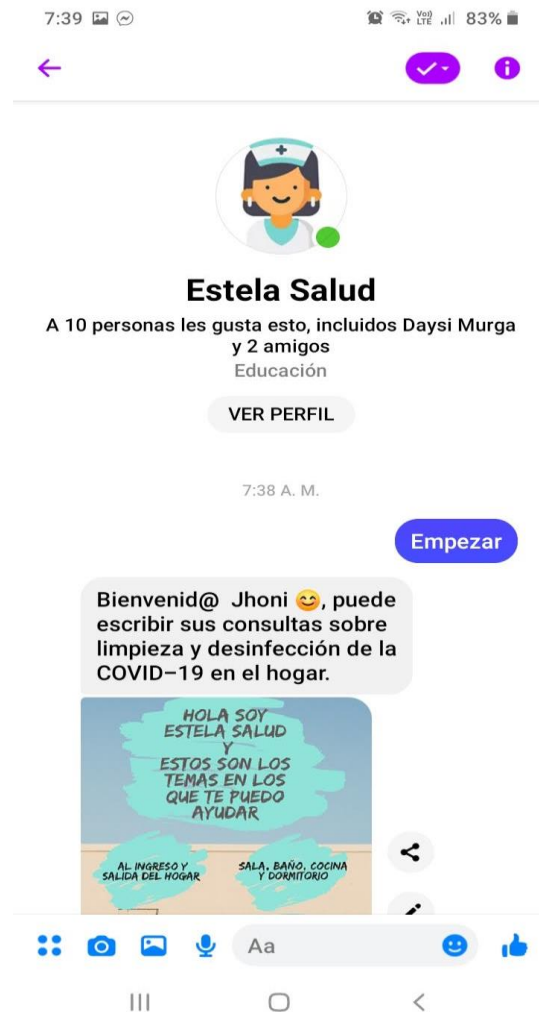 7:39
Vo)) LTE 83%
Estela Salud
A 10 personas les gusta esto, incluidos Daysi Murga
y 2 amigos
Educación
VER PERFIL
7:38 A. M.
Empezar
Bienvenid@ Jhoni 😊, puede
escribir sus consultas sobre
limpieza y desinfección de la
COVID-19 en el hogar.
HOLA SOY
ESTELA SALUD
Y
ESTOS SON LOS
TEMAS EN LOS
QUE TE PUEDO
AYUDAR
AL INGRESO Y
SALIDA DEL HOGAR
SALA, BAÑO, COCINA
Y DORMITORIO
Aa